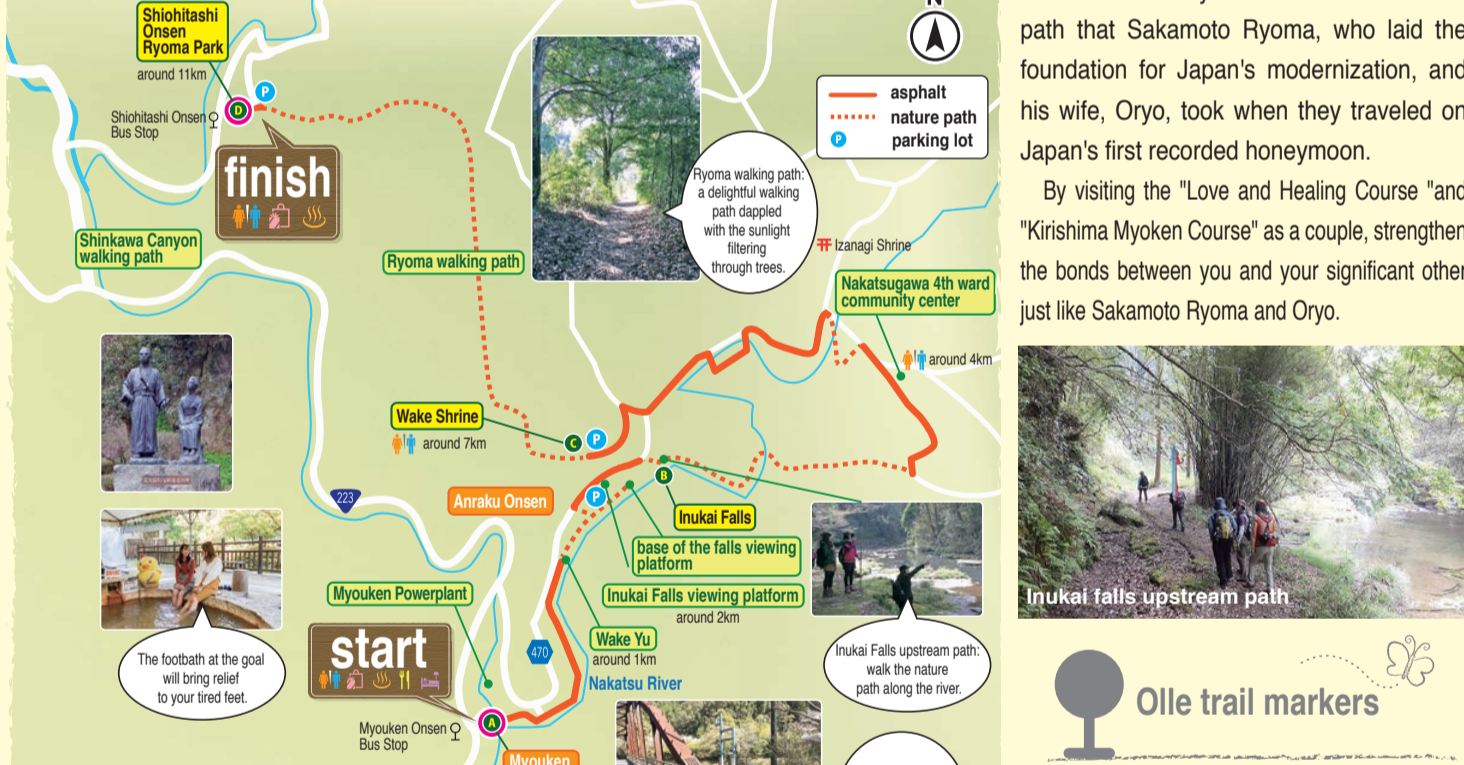 Shiohitashi
Onsen
Ryoma Park
around 11km
D
P
Shiohitashi Onsen
Bus Stop
finish
Shinkawa Canyon
walking path
Ryoma walking path
N
asphalt
nature path
P
parking lot
Ryoma walking path:
a delightful walking
path dappled
with the sunlight
filtering
through trees.
Izanagi Shrine
Nakatsugawa 4th ward
community center
around 4km
Wake Shrine
around 7km
C
P
Anraku Onsen
223
P
B
Inukai Falls
base of the falls viewing
platform
Inukai Falls viewing platform
around 2km
Myouken Powerplant
Wake Yu
around 1km
470
Nakatsu River
start
A
Myouken Onsen
Bus Stop
Myouken
The footbath at the goal
will bring relief
to your tired feet.
Inukai Falls upstream path:
walk the nature
path along the river.
path that Sakamoto Ryoma, who laid the
foundation for Japan's modernization, and
his wife, Oryo, took when they traveled on
Japan's first recorded honeymoon.
By visiting the "Love and Healing Course "and
"Kirishima Myoken Course" as a couple, strengthen
the bonds between you and your significant other
just like Sakamoto Ryoma and Oryo.
Inukai falls upstream path
Olle trail markers